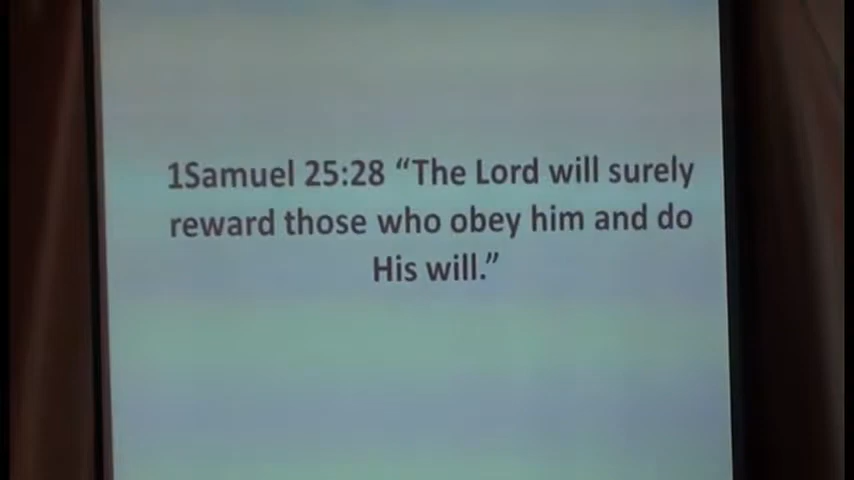 1Samuel 25:28 “The Lord will surely
reward those who obey him and do
His will.”